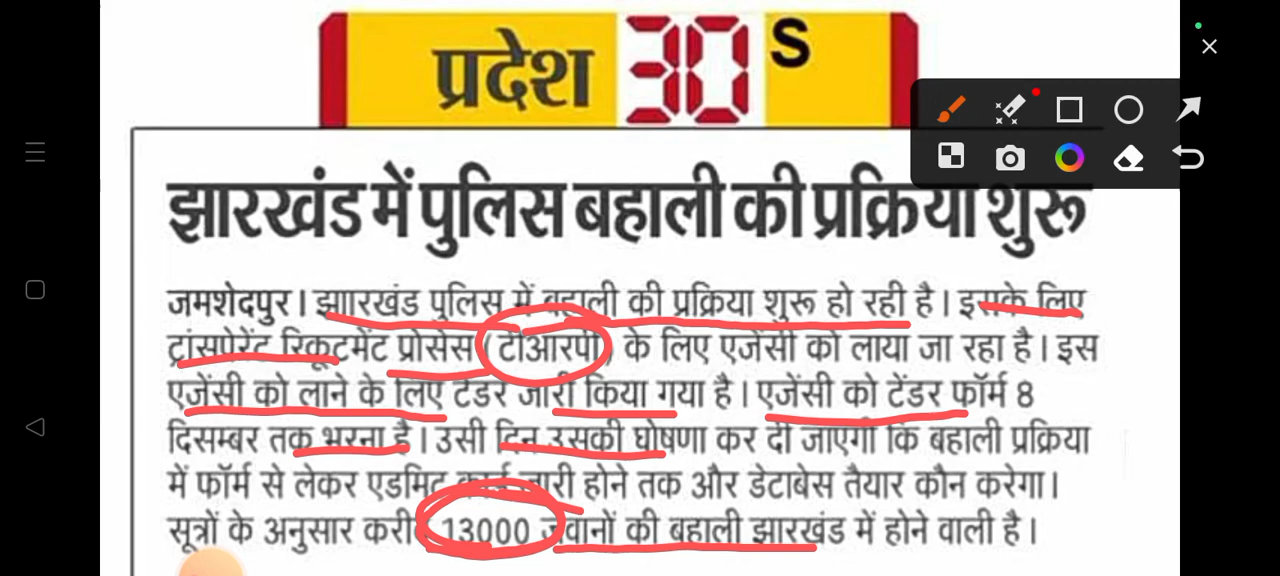 प्रदेश 30 S
झारखंड में पुलिस बहाली की प्रक्रिया शुरू
जमशेदपुर। झाारखंड पुलिस में बहाली की प्रक्रिया शुरू हो रही है। इसके लिए
ट्रांसपेरेंट रिक्रूटमेंट प्रोसेस (टीआरपी) के लिए एजेंसी को लाया जा रहा है। इस
एजेंसी को लाने के लिए टेंडर जारी किया गया है। एजेंसी को टेंडर फॉर्म 8
दिसम्बर तक भरना है। उसी दिन उसकी घोषणा कर दी जाएगी कि बहाली प्रक्रिया
में फॉर्म से लेकर एडमिट कार्ड जारी होने तक और डेटाबेस तैयार कौन करेगा।
सूत्रों के अनुसार करीब 13000 जवानों की बहाली झारखंड में होने वाली है।